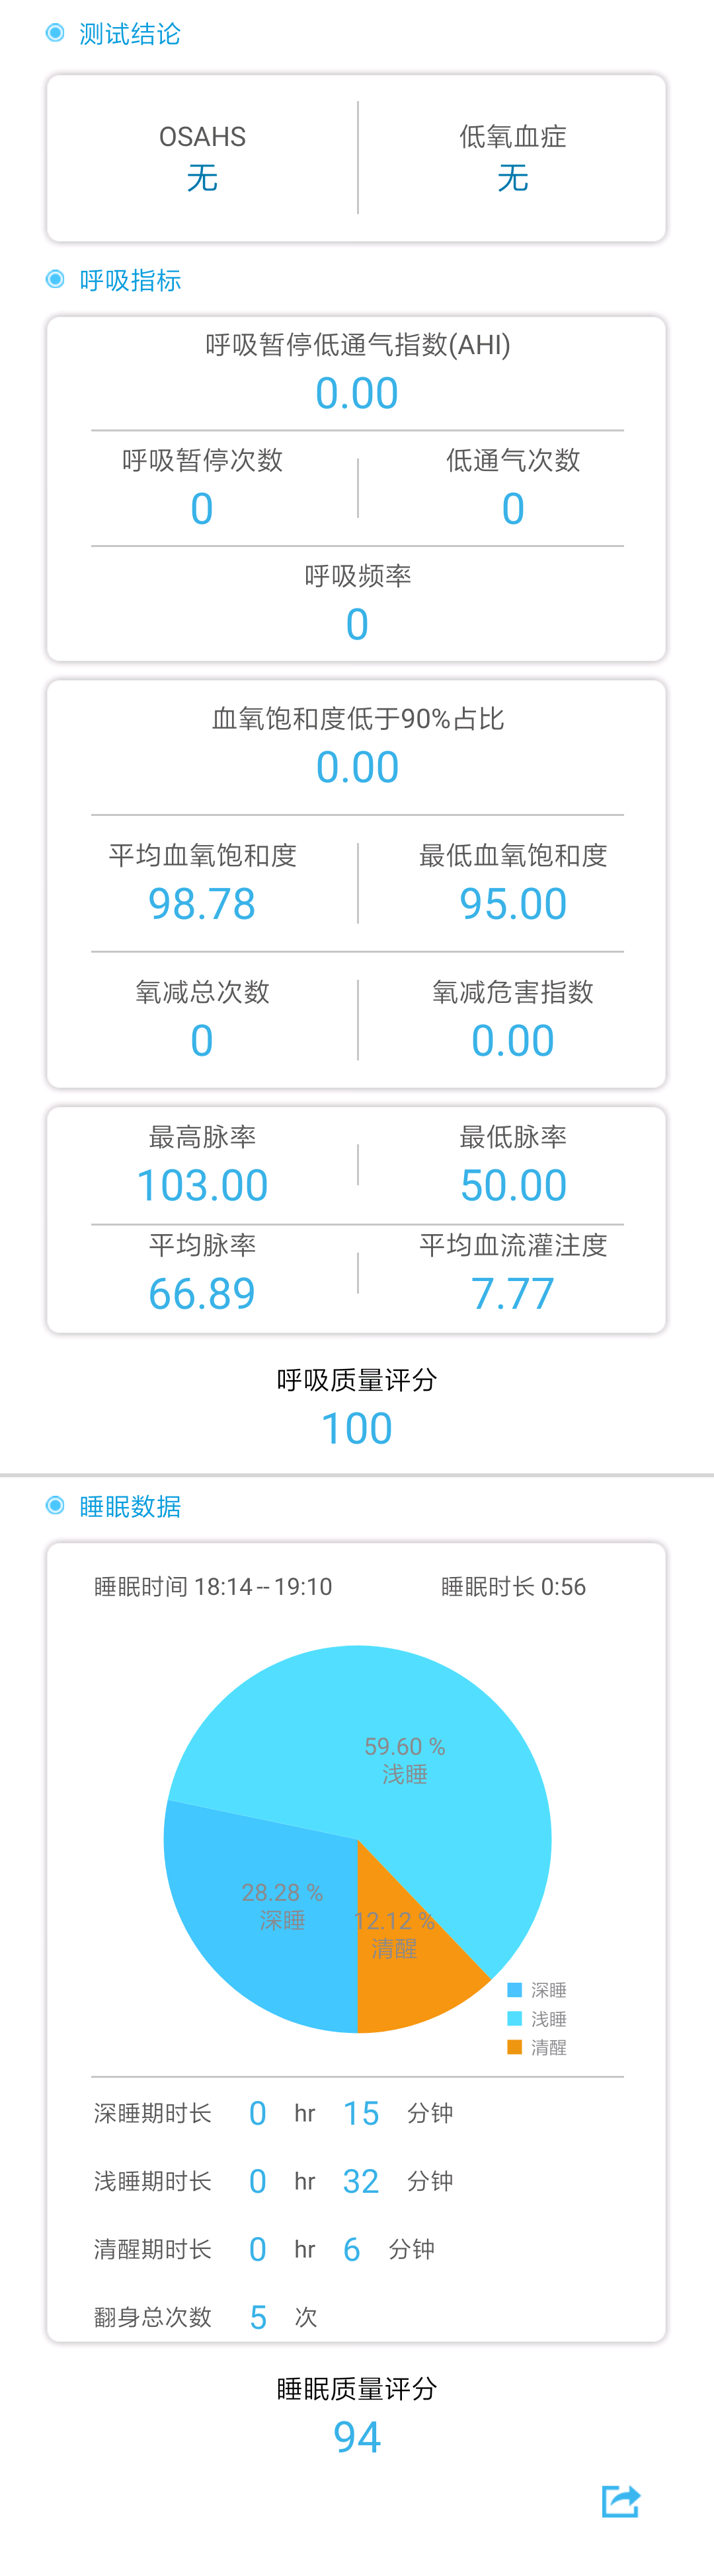 测试结论
OSAHS 低氧血症
无 无
呼吸指标
呼吸暂停低通气指数(AHI)
0.00
呼吸暂停次数 低通气次数
0 0
呼吸频率
0
血氧饱和度低于90%占比
0.00
平均血氧饱和度 最低血氧饱和度
98.78 95.00
氧减总次数 氧减危害指数
0 0.00
最高脉率 最低脉率
103.00 50.00
平均脉率 平均血流灌注度
66.89 7.77
呼吸质量评分
100
睡眠数据
睡眠时间 18:14 -- 19:10 睡眠时长 0:56
59.60 %
浅睡
28.28 %
深睡
12.12 %
清醒
深睡
浅睡
清醒
深睡期时长 0 hr 15 分钟
浅睡期时长 0 hr 32 分钟
清醒期时长 0 hr 6 分钟
翻身总次数 5 次
睡眠质量评分
94